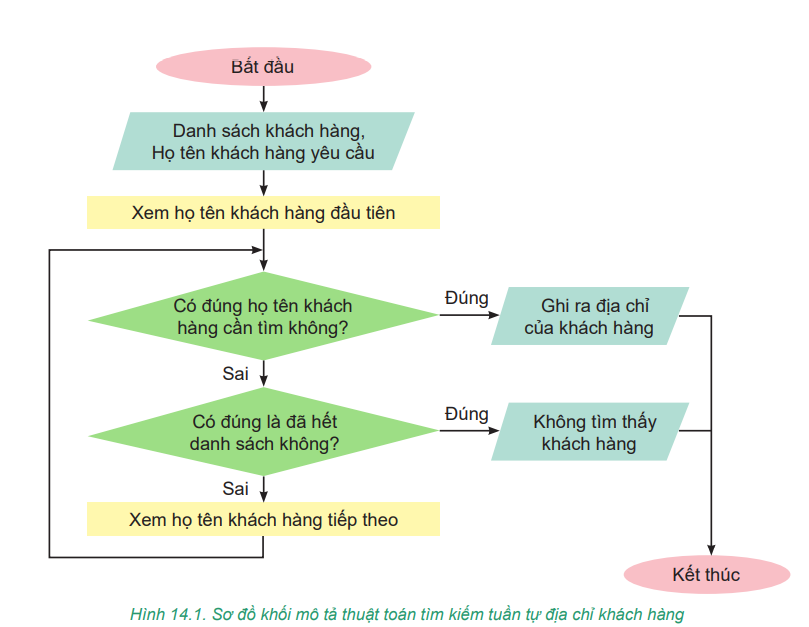 Bắt đầu
Danh sách khách hàng,
Họ tên khách hàng yêu cầu
Xem họ tên khách hàng đầu tiên
Có đúng họ tên khách
hàng cần tìm không?
Đúng
Ghi ra địa chỉ
của khách hàng
Sai
Có đúng là đã hết
danh sách không?
Đúng
Không tìm thấy
khách hàng
Sai
Xem họ tên khách hàng tiếp theo
Kết thúc
Hình 14.1. Sơ đồ khối mô tả thuật toán tìm kiếm tuần tự địa chỉ khách hàng